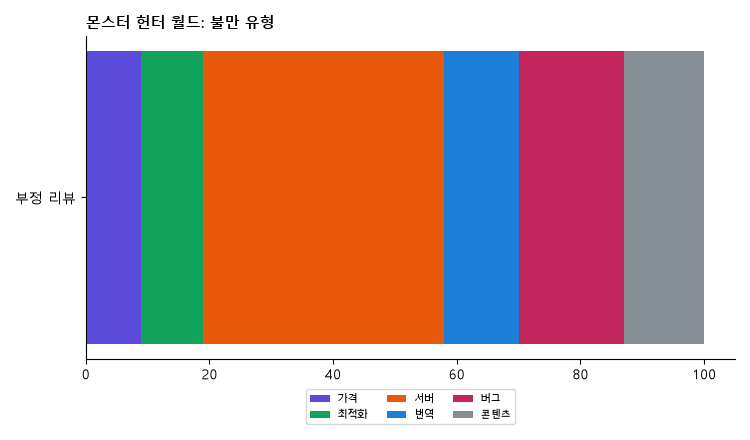 몬스터 헌터 월드: 불만 유형
부정 리뷰
0 20 40 60 80 100
가격 서버 버그
최적화 번역 콘텐츠